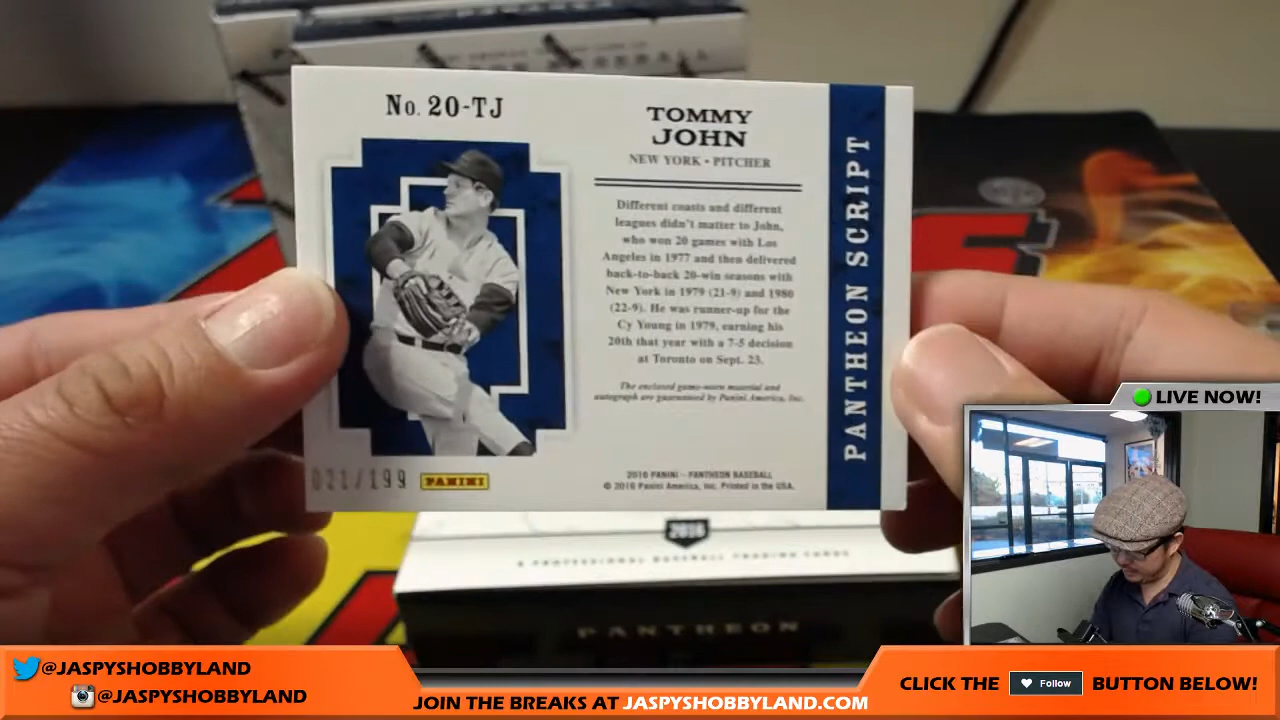 BASEBALL
No. 20-TJ
TOMMY
JOHN
NEW YORK • PITCHER
Different coasts and different
leagues didn't matter to John,
who won 20 games with Los
Angeles in 1977 and then delivered
back-to-back 20-win seasons with
New York in 1979 (21-9) and 1980
(22-9). He was runner-up for the
Cy Young in 1979, earning his
20th that year with a 7-5 decision
at Toronto on Sept. 23.
The enclosed game-worn material and
autograph are guaranteed by Panini America, Inc.
2016 PANINI – PANTHEON BASEBALL
© 2016 Panini America, Inc. Printed in the USA.
PANTHEON SCRIPT
021/199 PANINI
2016
PROFESSIONAL BASEBALL TRADING CARDS
PANTHEON
LIVE NOW!
@JASPYSHOBBYLAND
@JASPYSHOBBYLAND
JOIN THE BREAKS AT JASPYSHOBBYLAND.COM
CLICK THE Follow BUTTON BELOW!